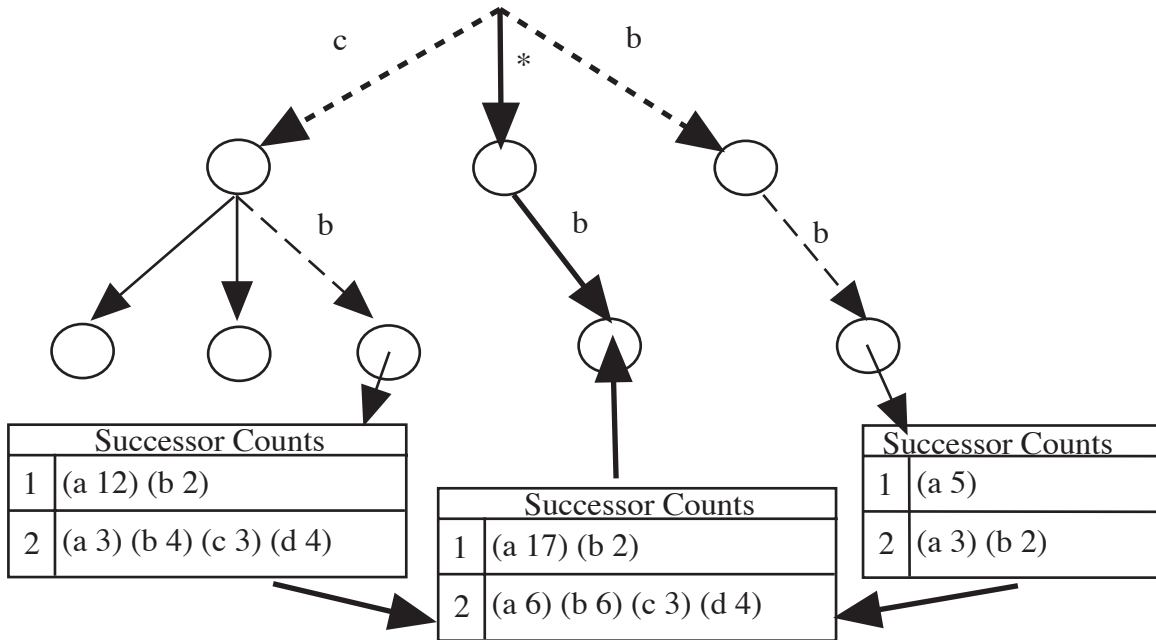 c
*
b
b
b
b
Successor Counts
1 (a 12) (b 2)
2 (a 3) (b 4) (c 3) (d 4)
Successor Counts
1 (a 17) (b 2)
2 (a 6) (b 6) (c 3) (d 4)
Successor Counts
1 (a 5)
2 (a 3) (b 2)